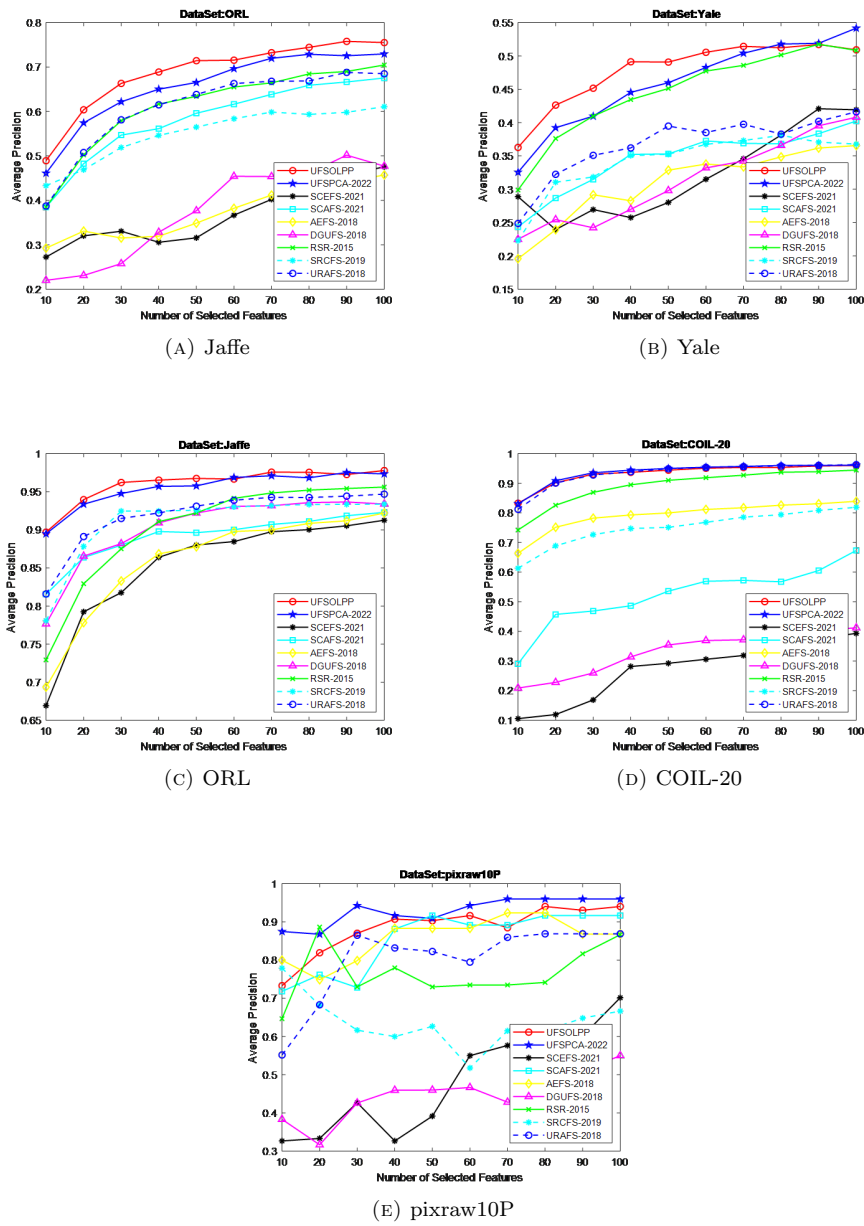 DataSet:ORL
0.8
0.7
0.6
0.5
0.4
0.3
0.2
Average Precision
UFSOLPP
UFSPCA-2022
SCEFS-2021
SCAFS-2021
AEFS-2018
DGUFS-2018
RSR-2015
SRCFS-2019
URAFS-2018
10 20 30 40 50 60 70 80 90 100
Number of Selected Features
(A) Jaffe
DataSet:Yale
0.55
0.5
0.45
0.4
0.35
0.3
0.25
0.2
0.15
Average Precision
UFSOLPP
UFSPCA-2022
SCEFS-2021
SCAFS-2021
AEFS-2018
DGUFS-2018
RSR-2015
SRCFS-2019
URAFS-2018
10 20 30 40 50 60 70 80 90 100
Number of Selected Features
(B) Yale
DataSet:Jaffe
1
0.95
0.9
0.85
0.8
0.75
0.7
0.65
Average Precision
UFSOLPP
UFSPCA-2022
SCEFS-2021
SCAFS-2021
AEFS-2018
DGUFS-2018
RSR-2015
SRCFS-2019
URAFS-2018
10 20 30 40 50 60 70 80 90 100
Number of Selected Features
(C) ORL
DataSet:COIL-20
1
0.9
0.8
0.7
0.6
0.5
0.4
0.3
0.2
0.1
Average Precision
UFSOLPP
UFSPCA-2022
SCEFS-2021
SCAFS-2021
AEFS-2018
DGUFS-2018
RSR-2015
SRCFS-2019
URAFS-2018
10 20 30 40 50 60 70 80 90 100
Number of Selected Features
(D) COIL-20
DataSet:pixraw10P
1
0.9
0.8
0.7
0.6
0.5
0.4
0.3
Average Precision
UFSOLPP
UFSPCA-2022
SCEFS-2021
SCAFS-2021
AEFS-2018
DGUFS-2018
RSR-2015
SRCFS-2019
URAFS-2018
10 20 30 40 50 60 70 80 90 100
Number of Selected Features
(E) pixraw10P